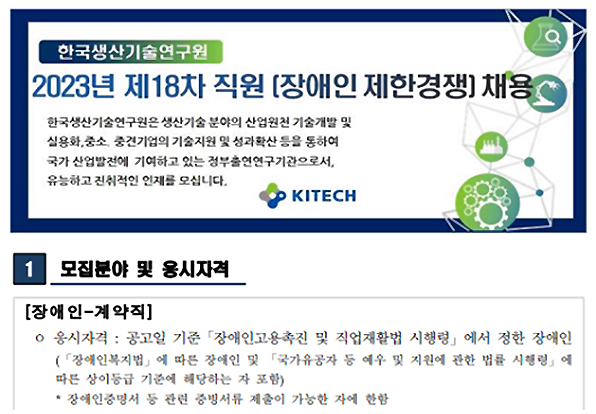 한국생산기술연구원
2023년 제18차 직원 (장애인 제한경쟁) 채용
한국생산기술연구원은 생산기술 분야의 산업원천 기술개발 및
실용화,중소. 중견기업의 기술지원 및 성과확산 등을 통하여
국가 산업발전에 기여하고 있는 정부출연연구기관으로서,
유능하고 진취적인 인재를 모십니다.
KITECH
1 모집분야 및 응시자격
[장애인-계약직]
ㅇ 응시자격 : 공고일 기준「장애인고용촉진 및 직업재활법 시행령」에서 정한 장애인
(「장애인복지법」에 따른 장애인 및 「국가유공자 등 예우 및 지원에 관한 법률 시행령」에
따른 상이등급 기준에 해당하는 자 포함)
* 장애인증명서 등 관련 증빙서류 제출이 가능한 자에 한함